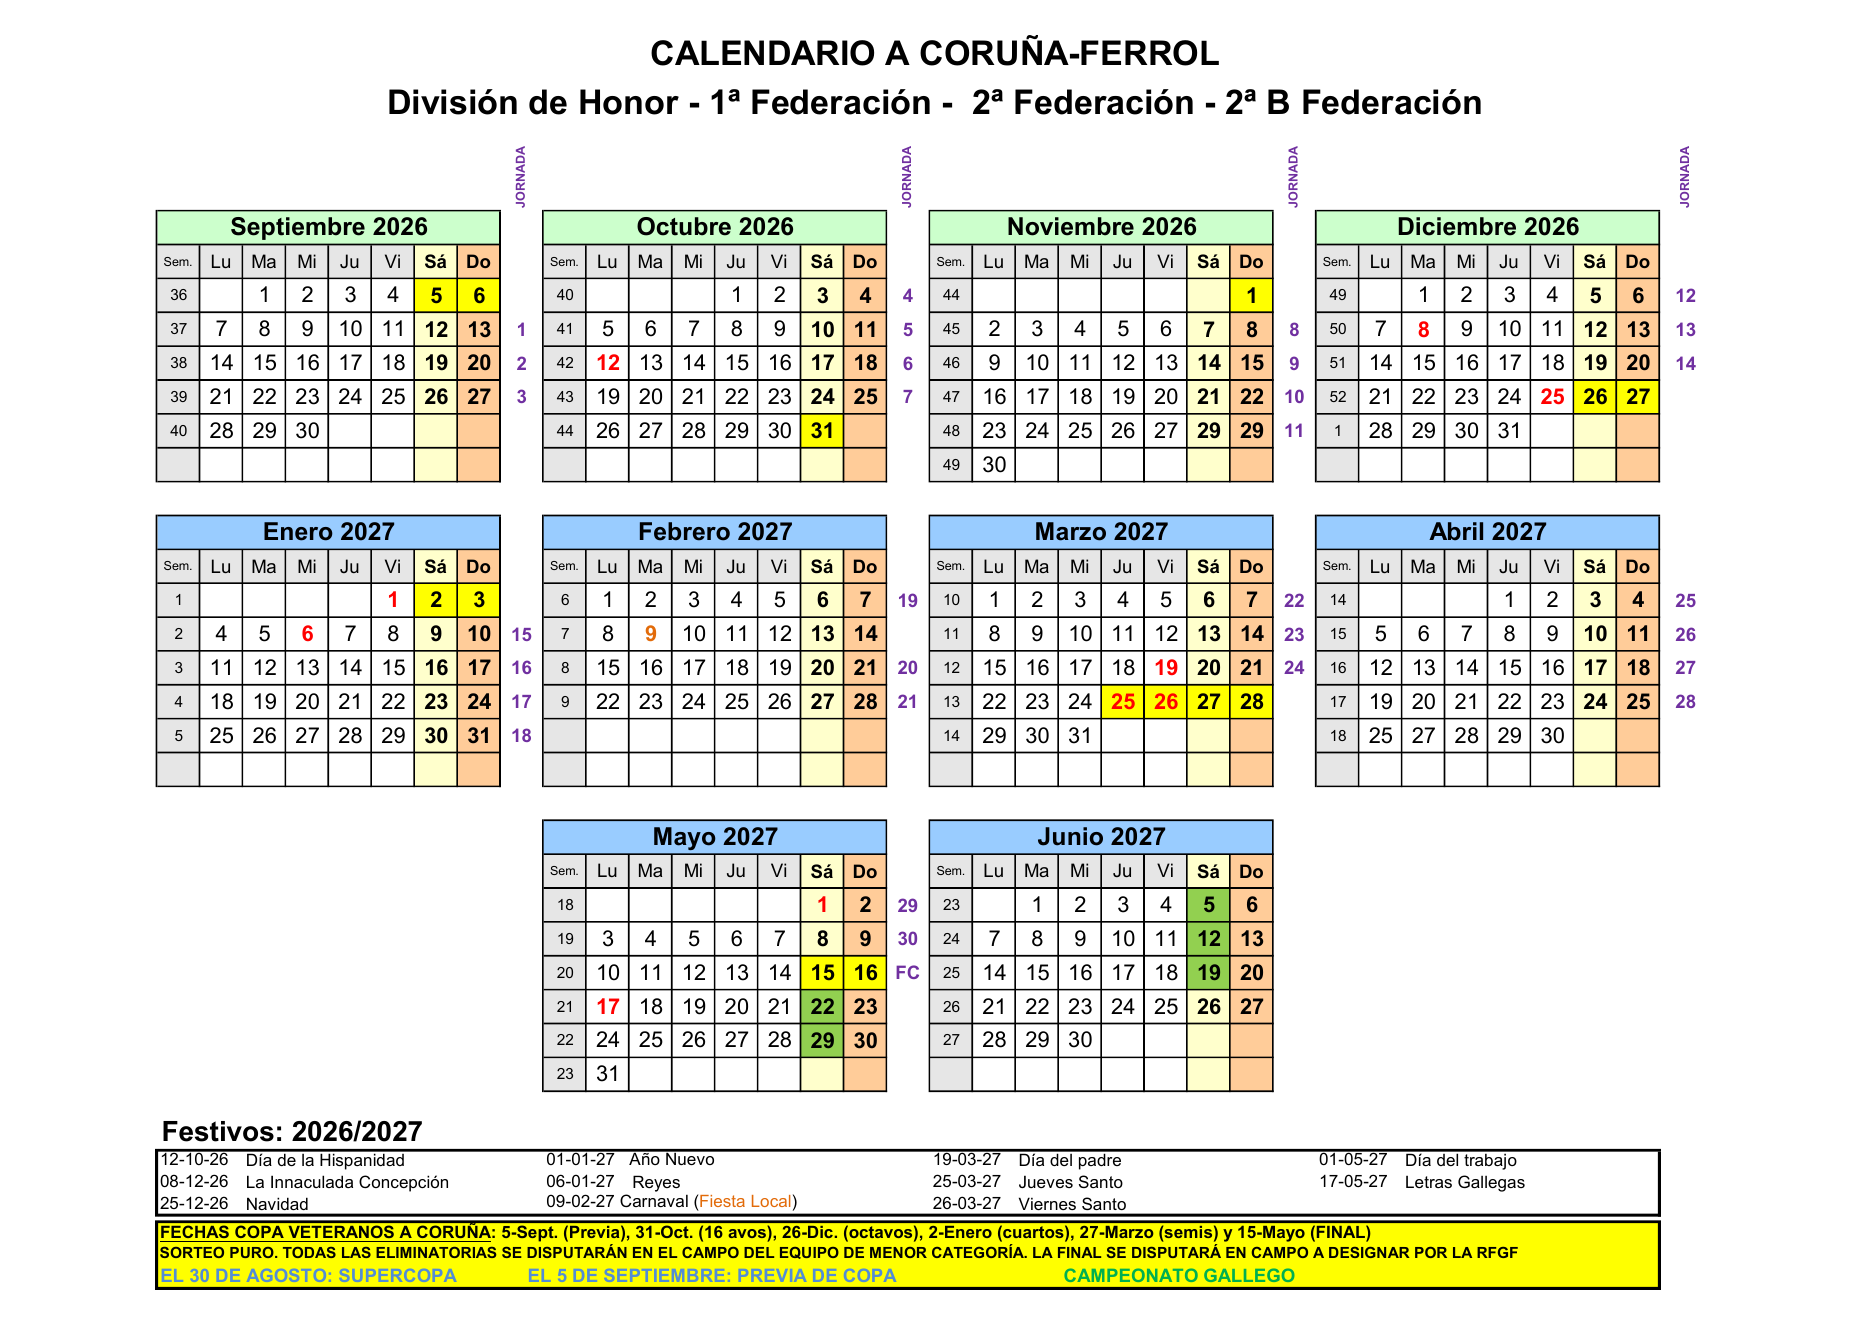 CALENDARIO A CORUÑA-FERROL
División de Honor - 1ª Federación - 2ª Federación - 2ª B Federación
JORNADA JORNADA JORNADA JORNADA
Septiembre 2026
Sem. Lu Ma Mi Ju Vi Sá Do
36 1 2 3 4 5 6
37 7 8 9 10 11 12 13 1
38 14 15 16 17 18 19 20 2
39 21 22 23 24 25 26 27 3
40 28 29 30
Octubre 2026
Sem. Lu Ma Mi Ju Vi Sá Do
40 1 2 3 4 4
41 5 6 7 8 9 10 11 5
42 12 13 14 15 16 17 18 6
43 19 20 21 22 23 24 25 7
44 26 27 28 29 30 31
Noviembre 2026
Sem. Lu Ma Mi Ju Vi Sá Do
44 1
45 2 3 4 5 6 7 8 8
46 9 10 11 12 13 14 15 9
47 16 17 18 19 20 21 22 10
48 23 24 25 26 27 29 29 11
49 30
Diciembre 2026
Sem. Lu Ma Mi Ju Vi Sá Do
49 1 2 3 4 5 6 12
50 7 8 9 10 11 12 13 13
51 14 15 16 17 18 19 20 14
52 21 22 23 24 25 26 27
1 28 29 30 31
Enero 2027
Sem. Lu Ma Mi Ju Vi Sá Do
1 1 2 3
2 4 5 6 7 8 9 10 15
3 11 12 13 14 15 16 17 16
4 18 19 20 21 22 23 24 17
5 25 26 27 28 29 30 31 18
Febrero 2027
Sem. Lu Ma Mi Ju Vi Sá Do
6 1 2 3 4 5 6 7 19
7 8 9 10 11 12 13 14
8 15 16 17 18 19 20 21 20
9 22 23 24 25 26 27 28 21
Marzo 2027
Sem. Lu Ma Mi Ju Vi Sá Do
10 1 2 3 4 5 6 7 22
11 8 9 10 11 12 13 14 23
12 15 16 17 18 19 20 21 24
13 22 23 24 25 26 27 28
14 29 30 31
Abril 2027
Sem. Lu Ma Mi Ju Vi Sá Do
14 1 2 3 4 25
15 5 6 7 8 9 10 11 26
16 12 13 14 15 16 17 18 27
17 19 20 21 22 23 24 25 28
18 25 27 28 29 30
Mayo 2027
Sem. Lu Ma Mi Ju Vi Sá Do
18 1 2 29
19 3 4 5 6 7 8 9 30
20 10 11 12 13 14 15 16 FC
21 17 18 19 20 21 22 23
22 24 25 26 27 28 29 30
23 31
Junio 2027
Sem. Lu Ma Mi Ju Vi Sá Do
23 1 2 3 4 5 6
24 7 8 9 10 11 12 13
25 14 15 16 17 18 19 20
26 21 22 23 24 25 26 27
27 28 29 30
Festivos: 2026/2027
12-10-26 Día de la Hispanidad 01-01-27 Año Nuevo 19-03-27 Día del padre 01-05-27 Día del trabajo
08-12-26 La Innaculada Concepción 06-01-27 Reyes 25-03-27 Jueves Santo 17-05-27 Letras Gallegas
25-12-26 Navidad 09-02-27 Carnaval (Fiesta Local) 26-03-27 Viernes Santo
FECHAS COPA VETERANOS A CORUÑA: 5-Sept. (Previa), 31-Oct. (16 avos), 26-Dic. (octavos), 2-Enero (cuartos), 27-Marzo (semis) y 15-Mayo (FINAL)
SORTEO PURO. TODAS LAS ELIMINATORIAS SE DISPUTARÁN EN EL CAMPO DEL EQUIPO DE MENOR CATEGORÍA. LA FINAL SE DISPUTARÁ EN CAMPO A DESIGNAR POR LA RFGF
EL 30 DE AGOSTO: SUPERCOPA EL 5 DE SEPTIEMBRE: PREVIA DE COPA CAMPEONATO GALLEGO